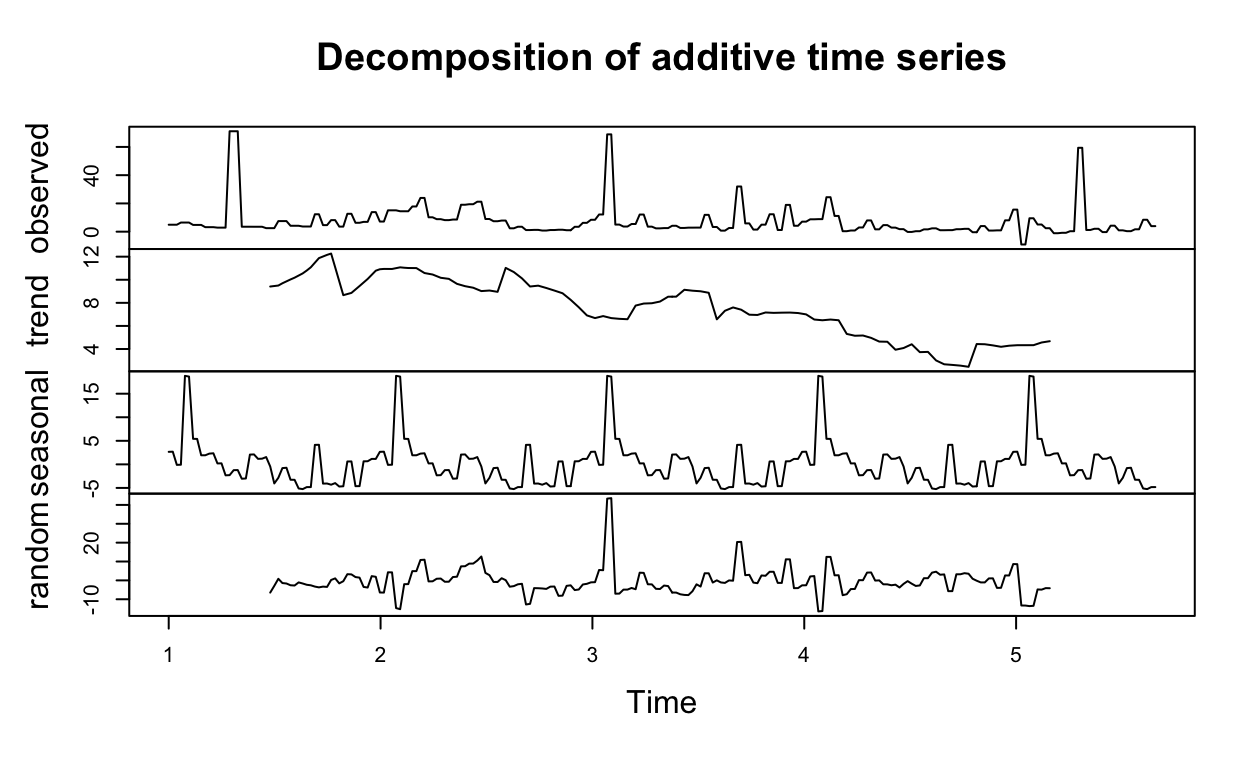 Decomposition of additive time series
observed
0 40
trend
4 8 12
seasonal
-5 5 15
random
-10 20
1 2 3 4 5
Time